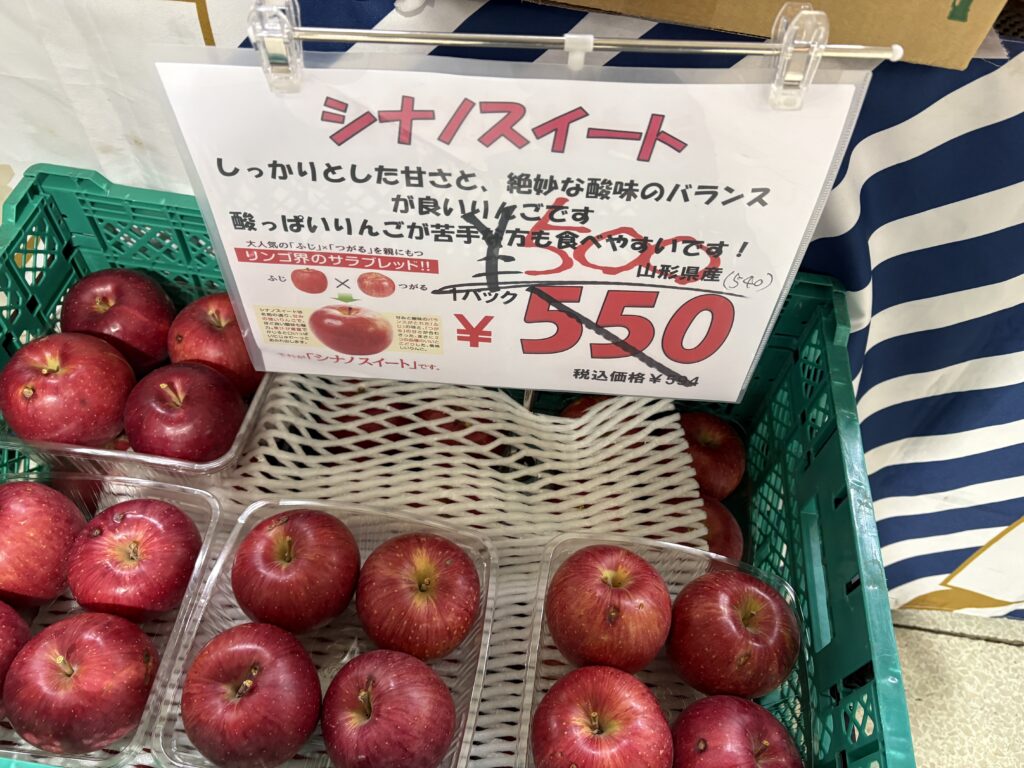 シナノスイート
しっかりとした甘さと、絶妙な酸味のバランス
が良いりんごです
酸っぱいりんごが苦手な方も食べやすいです！
大人気の「ふじ」×「つがる」を親にもつ
リンゴ界のサラブレッド!!
ふじ × つがる
それが「シナノスイート」です。
¥500
山形県産 (540)
1パック
¥550
税込価格¥594